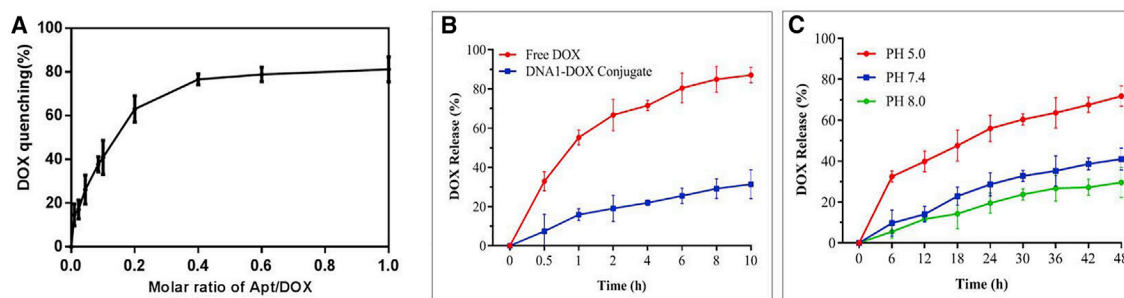 A
DOX quenching(%)
100
80
60
40
20
0
0.0 0.2 0.4 0.6 0.8 1.0
Molar ratio of Apt/DOX
B
DOX Release (%)
100
80
60
40
20
0
Free DOX
DNA1-DOX Conjugate
0 0.5 1 2 4 6 8 10
Time (h)
C
DOX Release (%)
100
80
60
40
20
0
PH 5.0
PH 7.4
PH 8.0
0 6 12 18 24 30 36 42 48
Time (h)